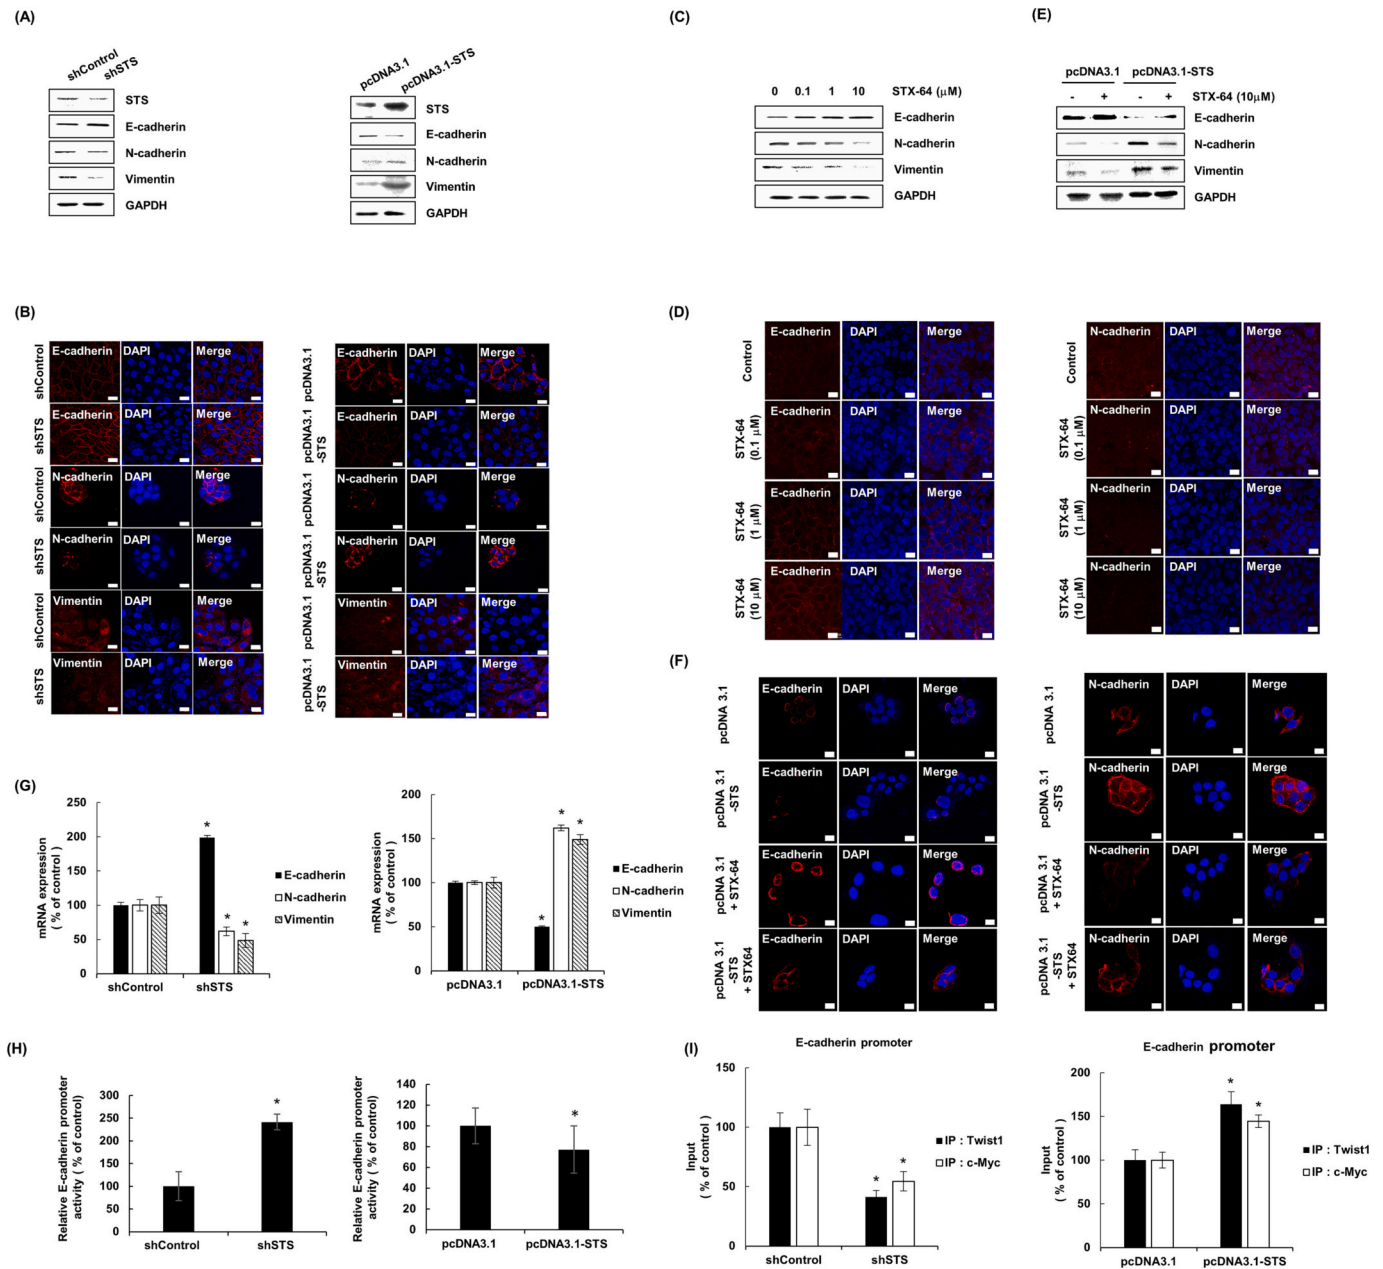 (A)
shControl
shSTS
STS
E-cadherin
N-cadherin
Vimentin
GAPDH
pcDNA3.1
pcDNA3.1-STS
STS
E-cadherin
N-cadherin
Vimentin
GAPDH
(C)
0 0.1 1 10 STX-64 (μM)
E-cadherin
N-cadherin
Vimentin
GAPDH
(E)
pcDNA3.1 pcDNA3.1-STS
- + - + STX-64 (10μM)
E-cadherin
N-cadherin
Vimentin
GAPDH
(B)
shControl
E-cadherin DAPI Merge
shSTS
E-cadherin DAPI Merge
shControl
N-cadherin DAPI Merge
shSTS
N-cadherin DAPI Merge
shControl
Vimentin DAPI Merge
shSTS
Vimentin DAPI Merge
pcDNA3.1
E-cadherin DAPI Merge
pcDNA3.1
-STS
E-cadherin DAPI Merge
pcDNA3.1
N-cadherin DAPI Merge
pcDNA3.1
-STS
N-cadherin DAPI Merge
pcDNA3.1
Vimentin DAPI Merge
pcDNA3.1
-STS
Vimentin DAPI Merge
(D)
Control
E-cadherin DAPI Merge
STX-64
(0.1 μM)
E-cadherin DAPI Merge
STX-64
(1 μM)
E-cadherin DAPI Merge
STX-64
(10 μM)
E-cadherin DAPI Merge
Control
N-cadherin DAPI Merge
STX-64
(0.1 μM)
N-cadherin DAPI Merge
STX-64
(1 μM)
N-cadherin DAPI Merge
STX-64
(10 μM)
N-cadherin DAPI Merge
(F)
pcDNA 3.1
E-cadherin DAPI Merge
pcDNA 3.1
-STS
E-cadherin DAPI Merge
pcDNA 3.1
+ STX-64
E-cadherin DAPI Merge
pcDNA 3.1
-STS
+ STX64
E-cadherin DAPI Merge
pcDNA 3.1
N-cadherin DAPI Merge
pcDNA 3.1
-STS
N-cadherin DAPI Merge
pcDNA 3.1
+ STX-64
N-cadherin DAPI Merge
pcDNA 3.1
-STS
+ STX64
N-cadherin DAPI Merge
(G)
mRNA expression
( % of control )
250
200
150
100
50
0
*
* *
shControl shSTS
E-cadherin
N-cadherin
Vimentin
mRNA expression
( % of control )
200
150
100
50
0
*
*
*
pcDNA3.1 pcDNA3.1-STS
E-cadherin
N-cadherin
Vimentin
(H)
Relative E-cadherin promoter
activity ( % of control)
300
250
200
150
100
50
0
*
shControl shSTS
Relative E-cadherin promoter
activity ( % of control)
140
120
100
80
60
40
20
0
*
pcDNA3.1 pcDNA3.1-STS
(I)
E-cadherin promoter
Input
( % of control )
150
100
50
0
*
*
shControl shSTS
IP : Twist1
IP : c-Myc
E-cadherin promoter
Input
( % of control )
200
150
100
50
0
*
*
pcDNA3.1 pcDNA3.1-STS
IP : Twist1
IP : c-Myc